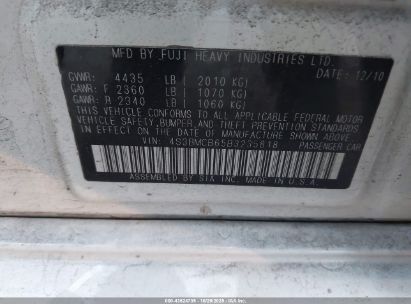 MFD BY FUJI HEAVY INDUSTRIES LTD.
DATE: 12/10
GVWR: 4435 LB ( 2010 KG)
GAWR: F 2360 LB ( 1070 KG)
GAWR: R 2340 LB ( 1060 KG)
THIS VEHICLE CONFORMS TO ALL APPLICABLE FEDERAL MOTOR
VEHICLE SAFETY, BUMPER, AND THEFT PREVENTION STANDARDS
IN EFFECT ON THE DATE OF MANUFACTURE SHOWN ABOVE.
VIN: 4S3BMCB65B3235818 PASSENGER CAR
ASSEMBLED BY SIA INC. MADE IN U.S.A.